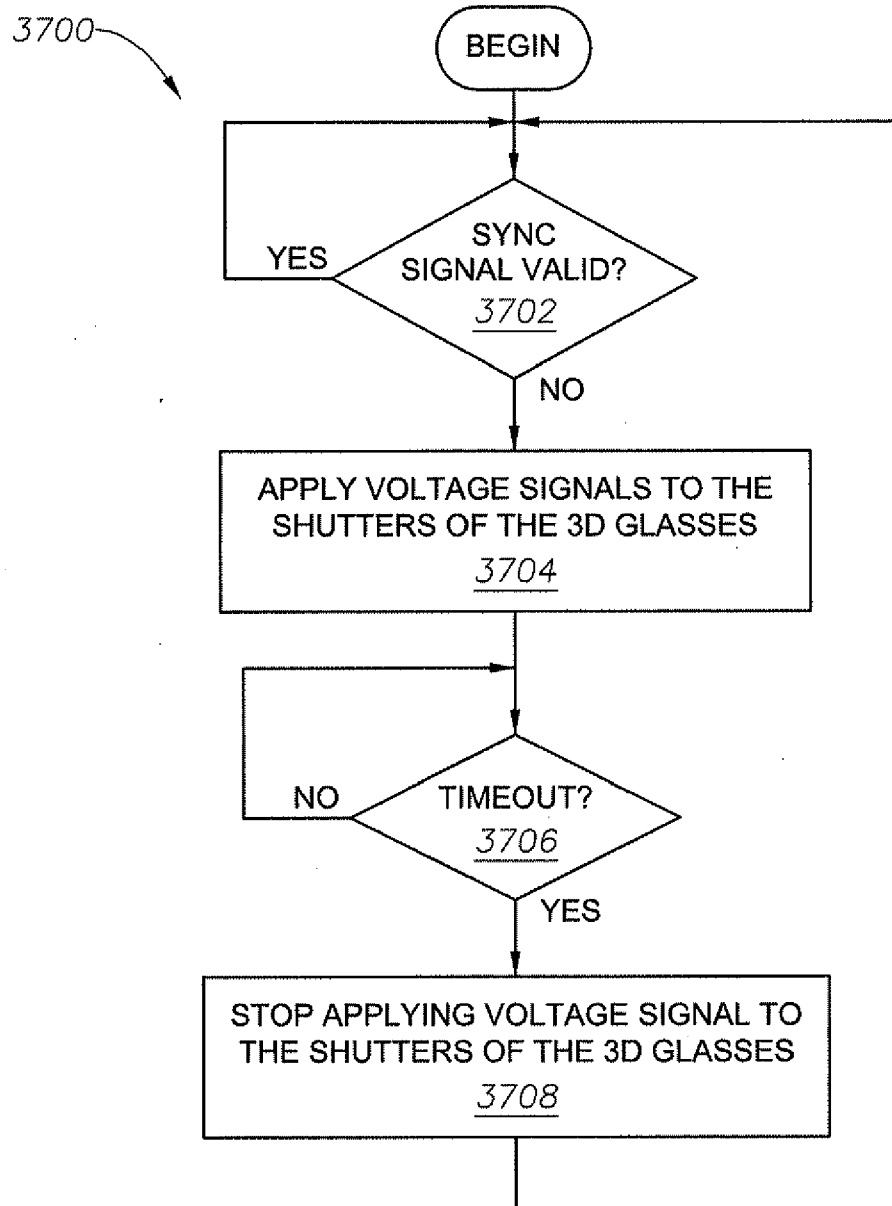 3700
BEGIN
SYNC
SIGNAL VALID?
3702
YES
NO
APPLY VOLTAGE SIGNALS TO THE
SHUTTERS OF THE 3D GLASSES
3704
TIMEOUT?
3706
NO
YES
STOP APPLYING VOLTAGE SIGNAL TO
THE SHUTTERS OF THE 3D GLASSES
3708